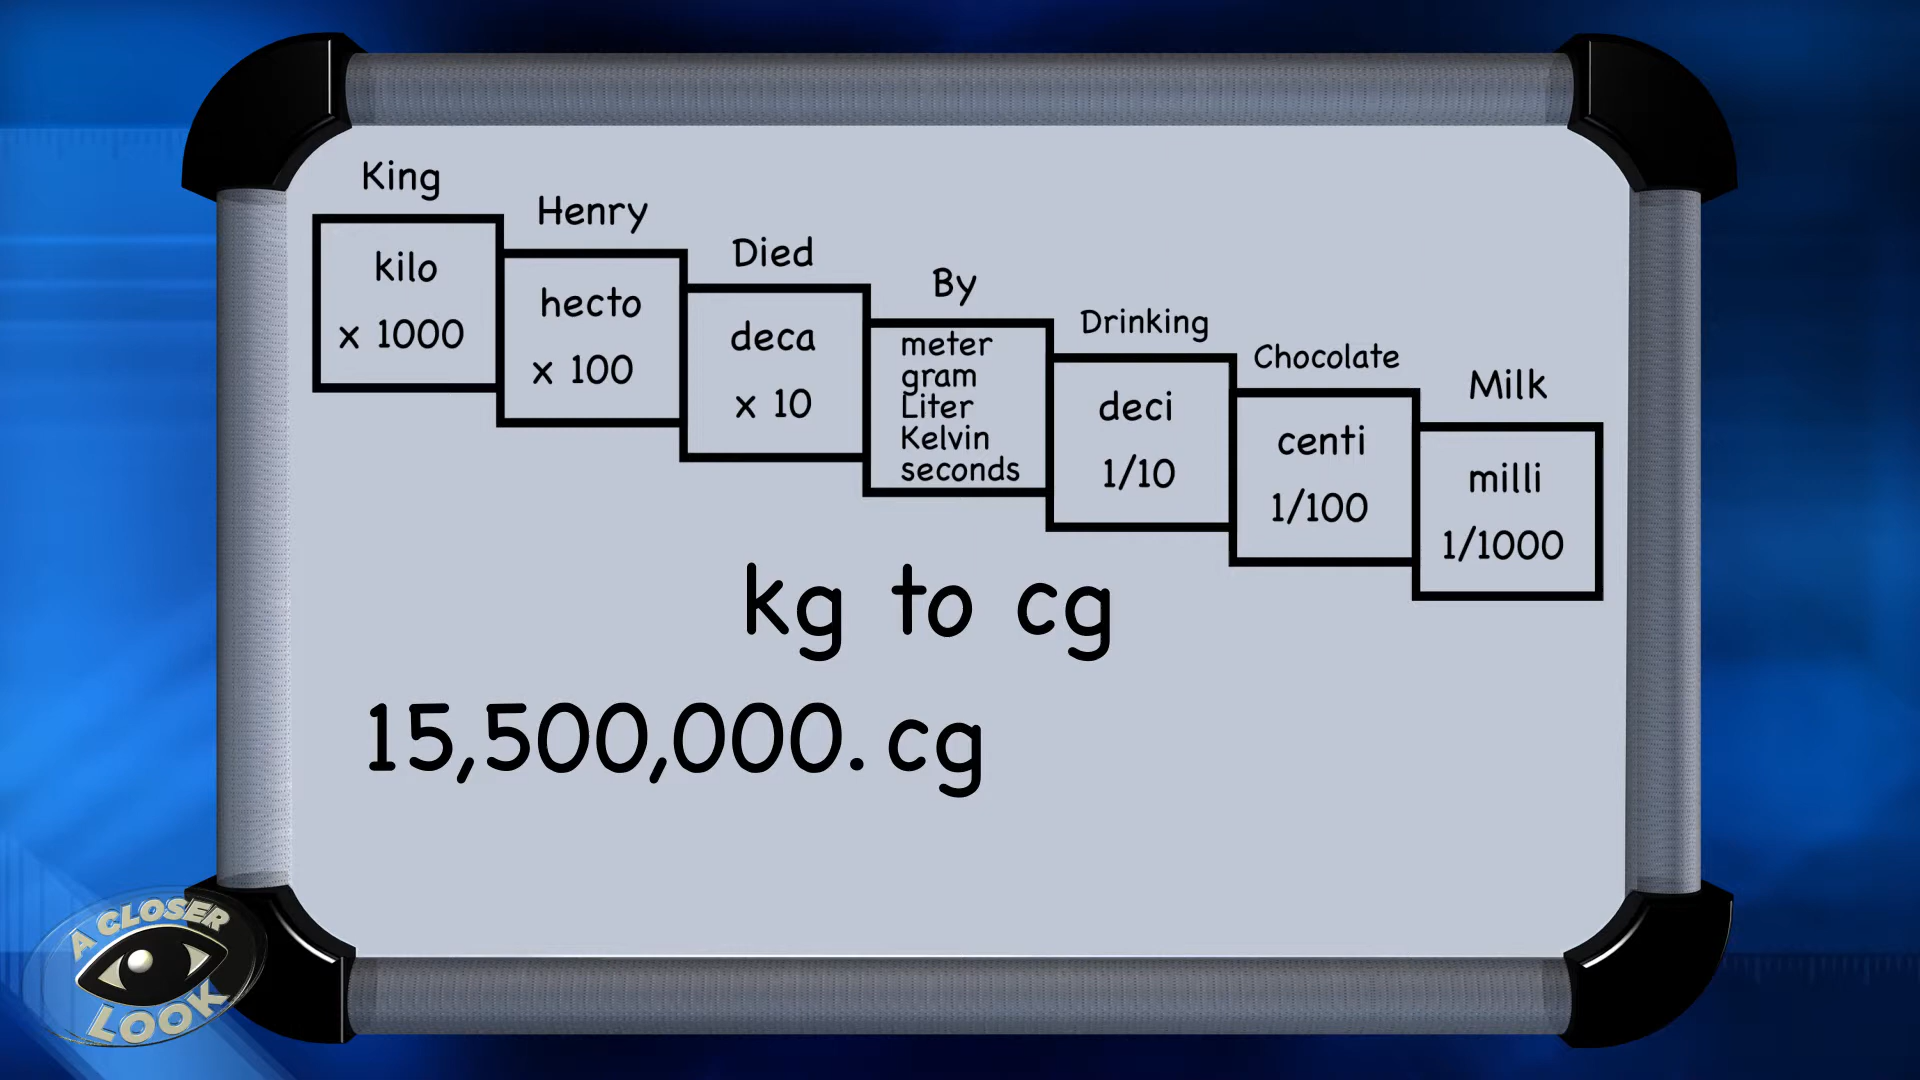 King
kilo
x 1000
Henry
hecto
x 100
Died
deca
x 10
By
meter
gram
Liter
Kelvin
seconds
Drinking
deci
1/10
Chocolate
centi
1/100
Milk
milli
1/1000
kg to cg
15,500,000. cg
A CLOSER
LOOK